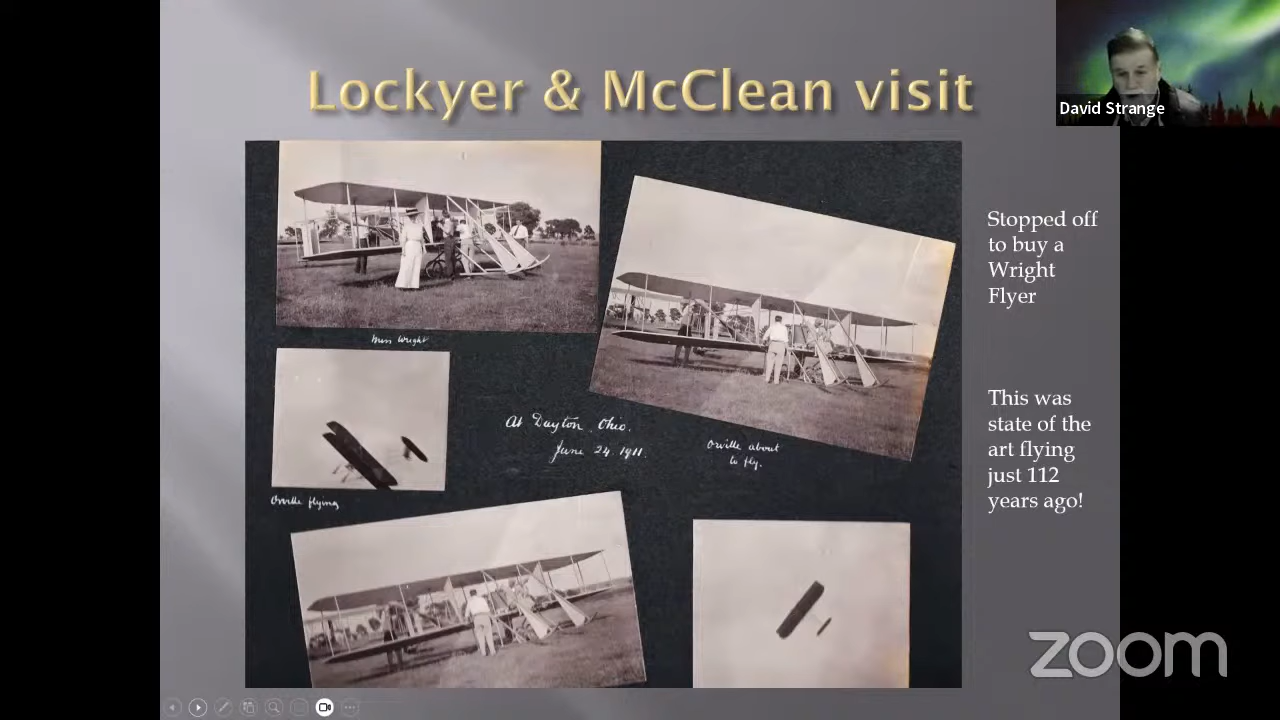 Lockyer & McClean visit
David Strange
Stopped off
to buy a
Wright
Flyer
Miss Wright
At Dayton, Ohio.
June 24, 1911.
Orville about
to fly.
Orville flying
This was
state of the
art flying
just 112
years ago!
zoom